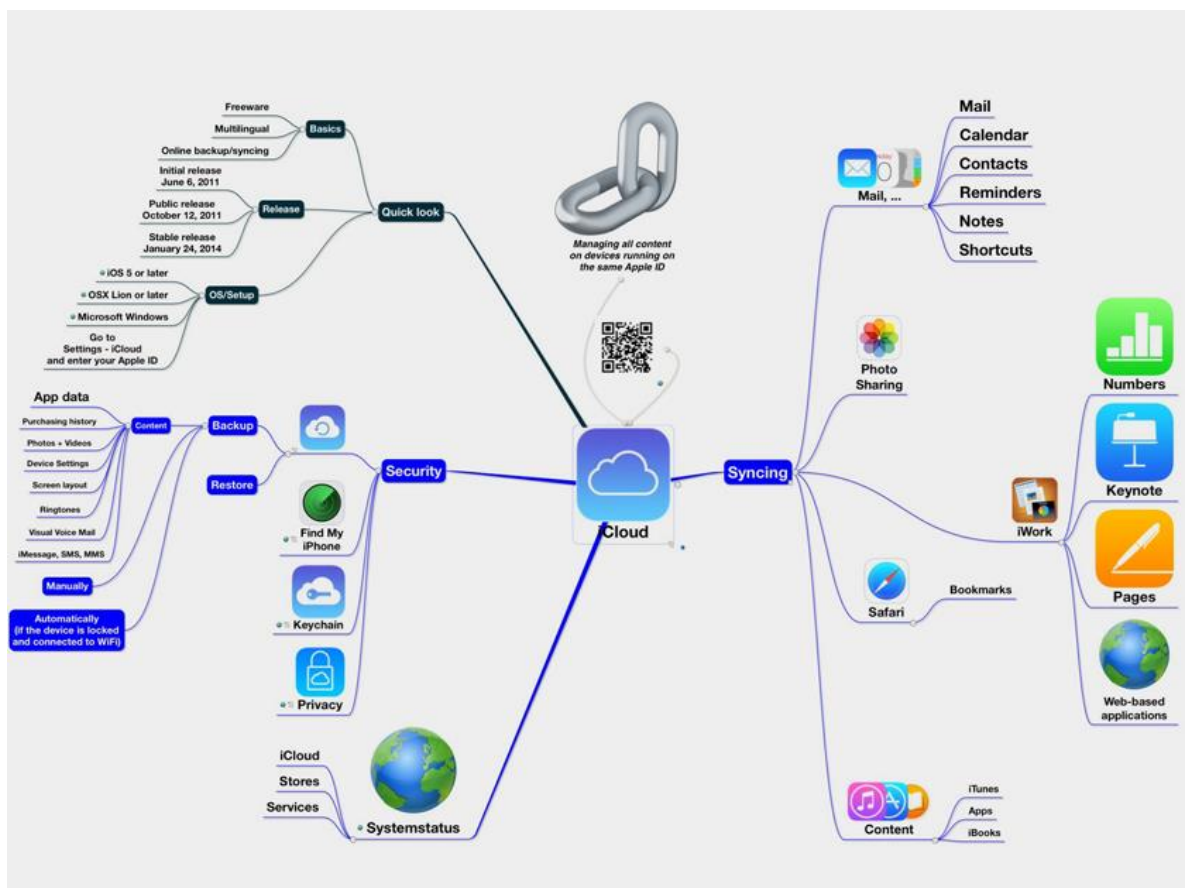 Freeware
Multilingual
Online backup/syncing
Basics
Initial release
June 6, 2011
Public release
October 12, 2011
Stable release
January 24, 2014
Release
Quick look
iOS 5 or later
OSX Lion or later
Microsoft Windows
Go to
Settings - iCloud
and enter your Apple ID
OS/Setup
Managing all content
on devices running on
the same Apple ID
iCloud
App data
Purchasing history
Photos + Videos
Device Settings
Screen layout
Ringtones
Visual Voice Mail
iMessage, SMS, MMS
Content
Backup
Manually
Automatically
(if the device is locked
and connected to WiFi)
Restore
Security
Find My
iPhone
Keychain
Privacy
iCloud
Stores
Services
Systemstatus
Syncing
Mail, ...
Mail
Calendar
Contacts
Reminders
Notes
Shortcuts
Photo
Sharing
iWork
Numbers
Keynote
Pages
Web-based
applications
Safari
Bookmarks
Content
iTunes
Apps
iBooks